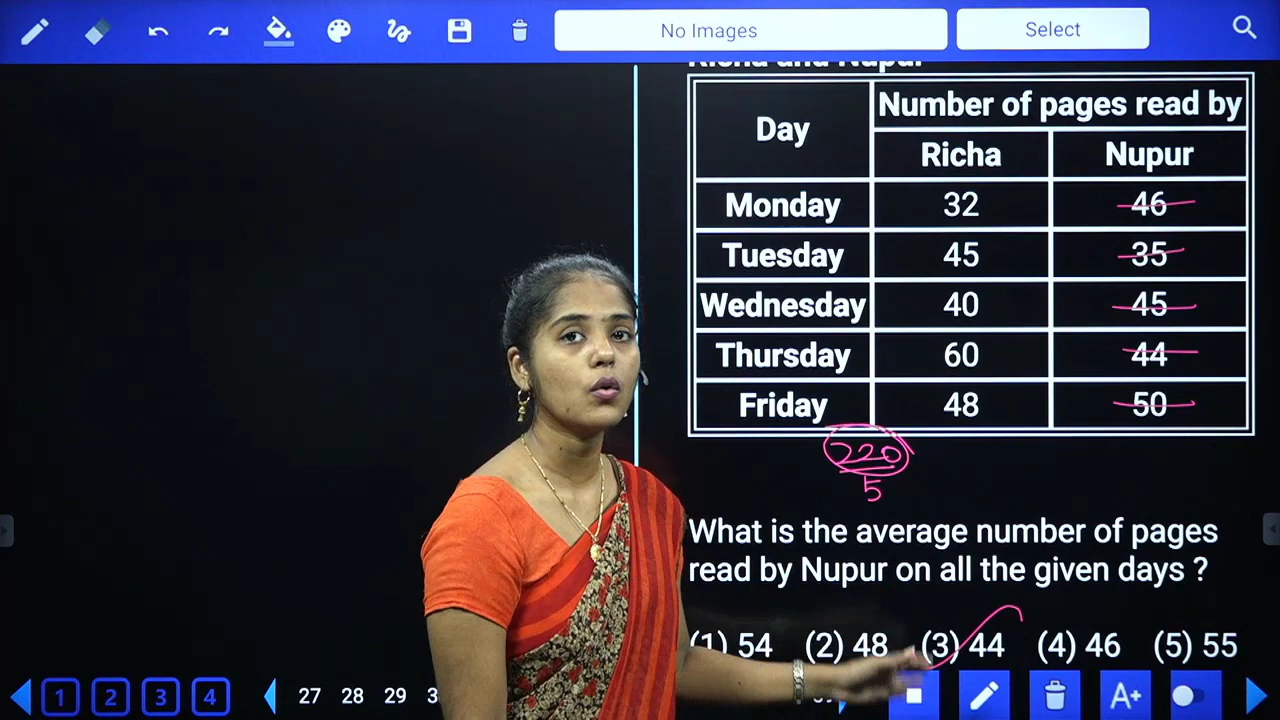 No Images Select
Richa and Nupur
Day Number of pages read by
Richa Nupur
Monday 32 46
Tuesday 45 35
Wednesday 40 45
Thursday 60 44
Friday 48 50
220
5
What is the average number of pages
read by Nupur on all the given days ?
(1) 54 (2) 48 (3) 44 (4) 46 (5) 55
1 2 3 4 27 28 29 A+